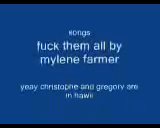 songs
fuck them all by
mylene farmer
yeay christophe and gregory are
in hawii